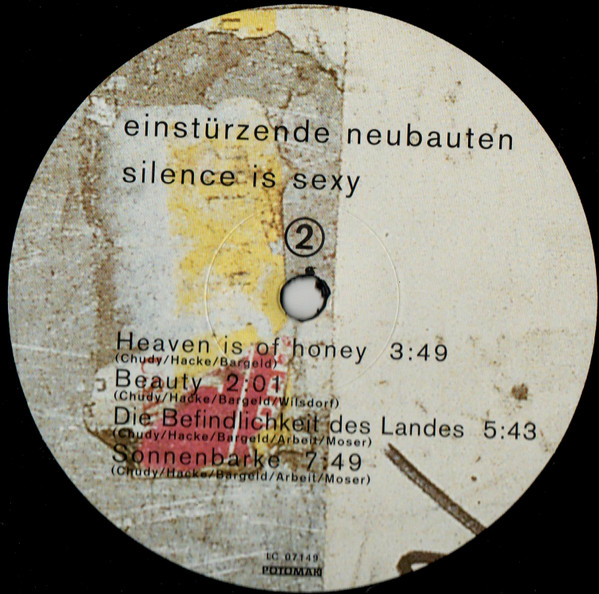 einstürzende neubauten
silence is sexy
2
Heaven is of honey 3:49
(Chudy/Hacke/Bargeld)
Beauty 2:01
(Chudy/Hacke/Bargeld/Wilsdorf)
Die Befindlichkeit des Landes 5:43
(Chudy/Hacke/Bargeld/Arbeit/Moser)
Sonnenbarke 7:49
(Chudy/Hacke/Bargeld/Arbeit/Moser)
LC 07149
POTOMAK